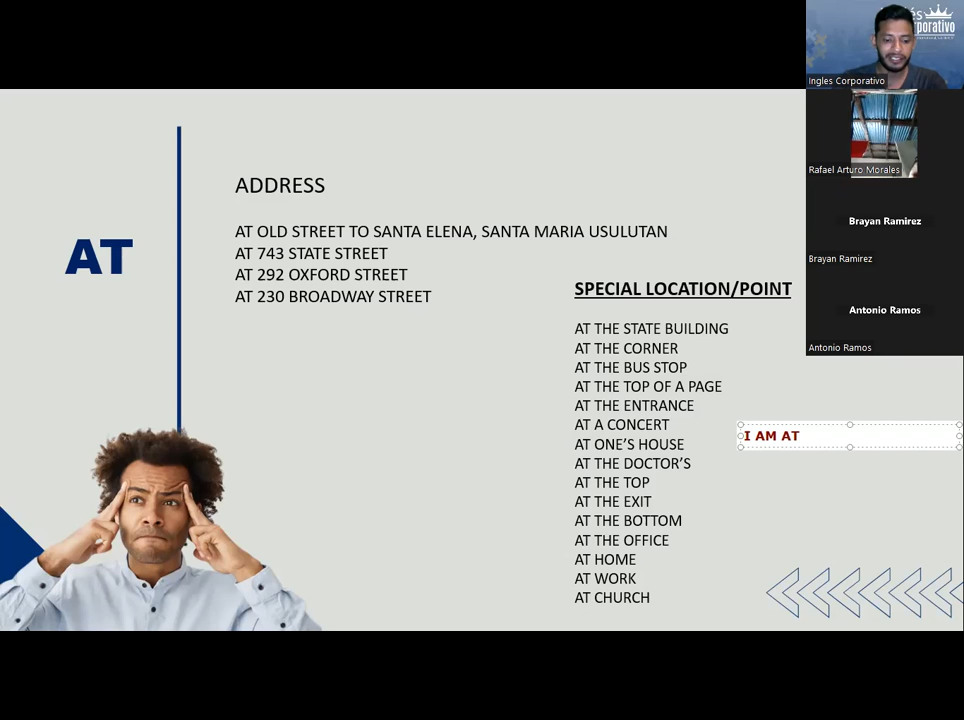 AT
ADDRESS
AT OLD STREET TO SANTA ELENA, SANTA MARIA USULUTAN
AT 743 STATE STREET
AT 292 OXFORD STREET
AT 230 BROADWAY STREET
SPECIAL LOCATION/POINT
AT THE STATE BUILDING
AT THE CORNER
AT THE BUS STOP
AT THE TOP OF A PAGE
AT THE ENTRANCE
AT A CONCERT
AT ONE’S HOUSE
AT THE DOCTOR’S
AT THE TOP
AT THE EXIT
AT THE BOTTOM
AT THE OFFICE
AT HOME
AT WORK
AT CHURCH
I AM AT
Ingles Corporativo
Rafael Arturo Morales
Brayan Ramirez
Brayan Ramirez
Antonio Ramos
Antonio Ramos